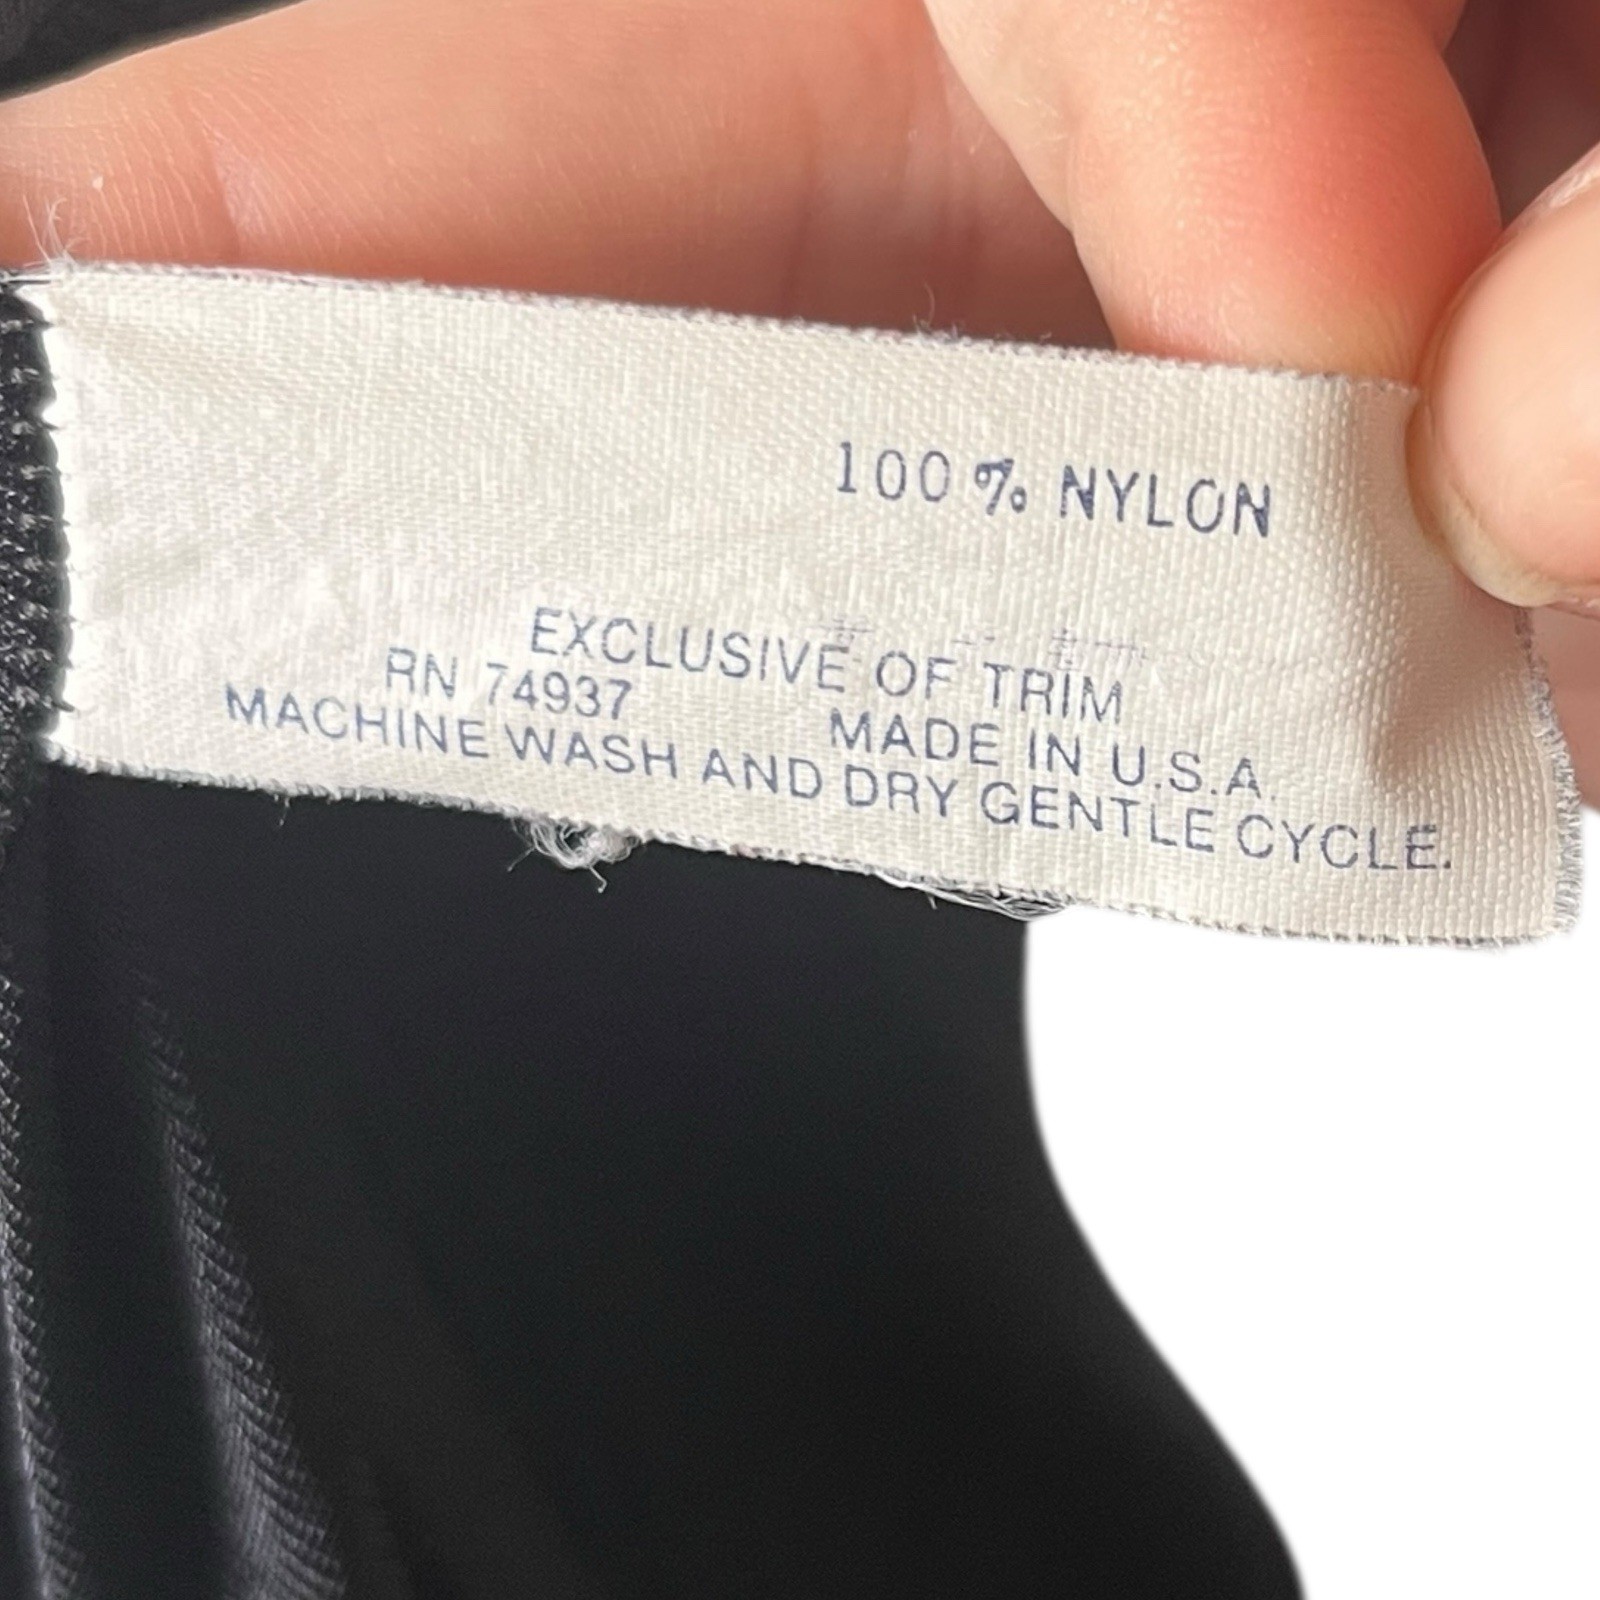 100% NYLON
EXCLUSIVE OF TRIM
RN 74937 MADE IN U.S.A.
MACHINE WASH AND DRY GENTLE CYCLE.